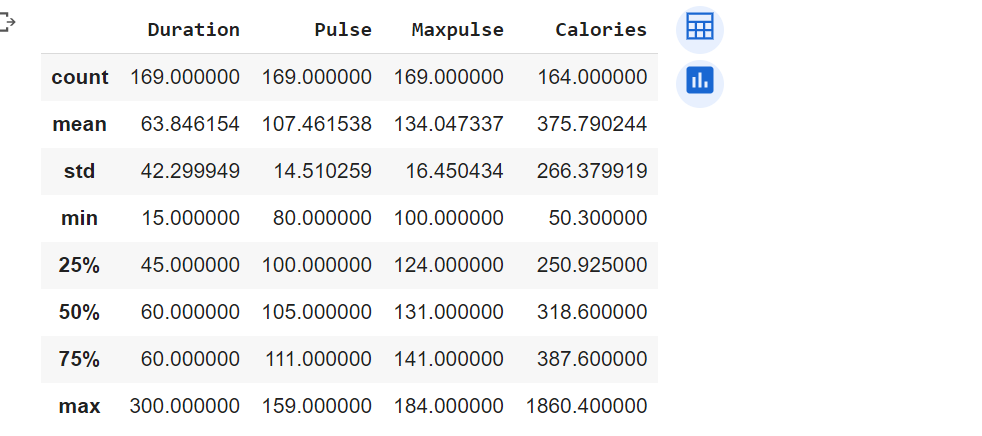 Duration Pulse Maxpulse Calories
count 169.000000 169.000000 169.000000 164.000000
mean 63.846154 107.461538 134.047337 375.790244
std 42.299949 14.510259 16.450434 266.379919
min 15.000000 80.000000 100.000000 50.300000
25% 45.000000 100.000000 124.000000 250.925000
50% 60.000000 105.000000 131.000000 318.600000
75% 60.000000 111.000000 141.000000 387.600000
max 300.000000 159.000000 184.000000 1860.400000